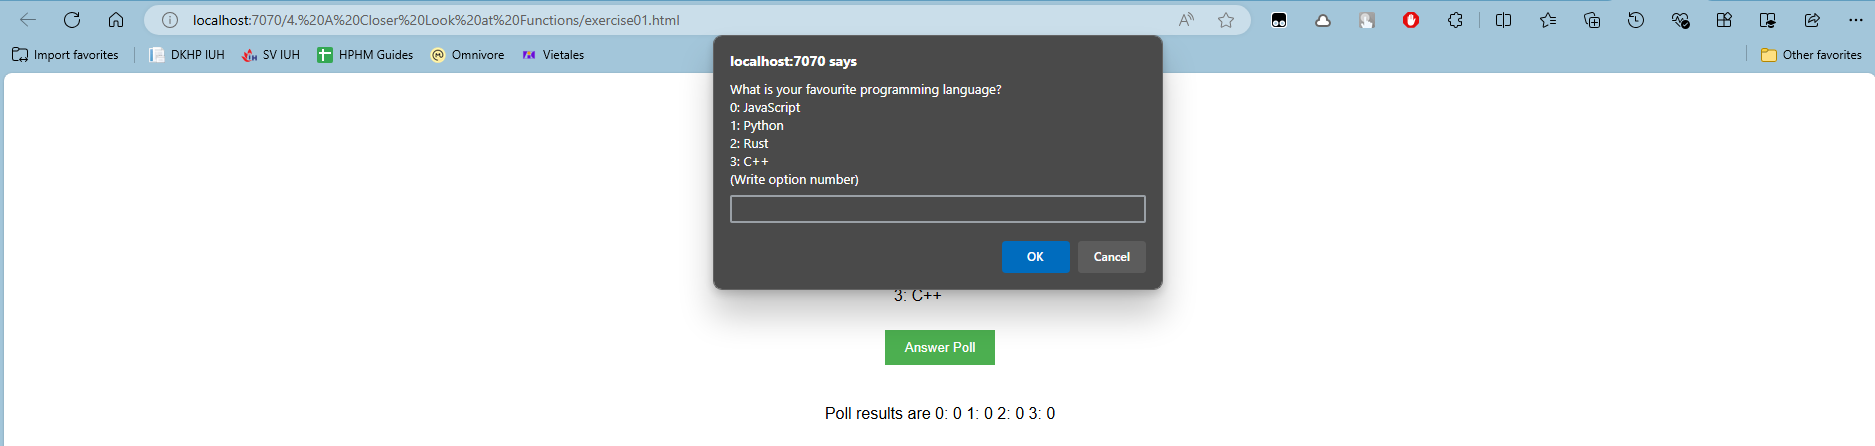 localhost:7070/4.%20A%20Closer%20Look%20at%20Functions/exercise01.html
Import favorites
DKHP IUH
SV IUH
HPHM Guides
Omnivore
Vietales
Other favorites
localhost:7070 says
What is your favourite programming language?
0: JavaScript
1: Python
2: Rust
3: C++
(Write option number)
OK
Cancel
3: C++
Answer Poll
Poll results are 0: 0 1: 0 2: 0 3: 0